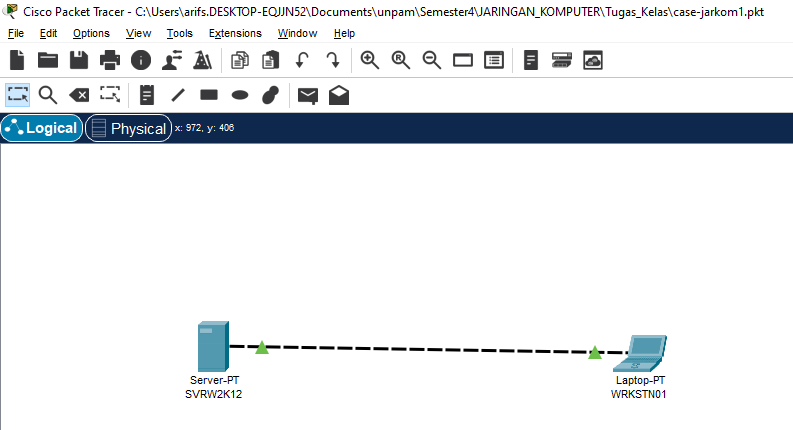 Cisco Packet Tracer - C:\Users\arifs.DESKTOP-EQJJN52\Documents\unpam\Semester4\JARINGAN_KOMPUTER\Tugas_Kelas\case-jarkom1.pkt
File Edit Options View Tools Extensions Window Help
Logical Physical x: 972, y: 406
Server-PT
SVRW2K12
Laptop-PT
WRKSTN01